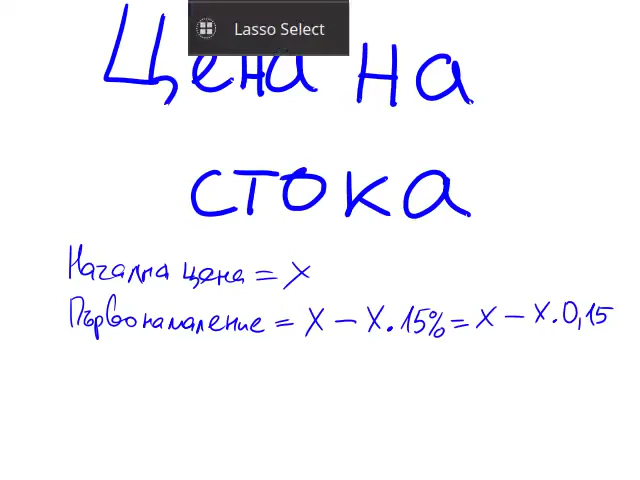 Lasso Select
Цена на
стока
Начална цена = x
Първо намаление = x - x.15% = x - x.0,15